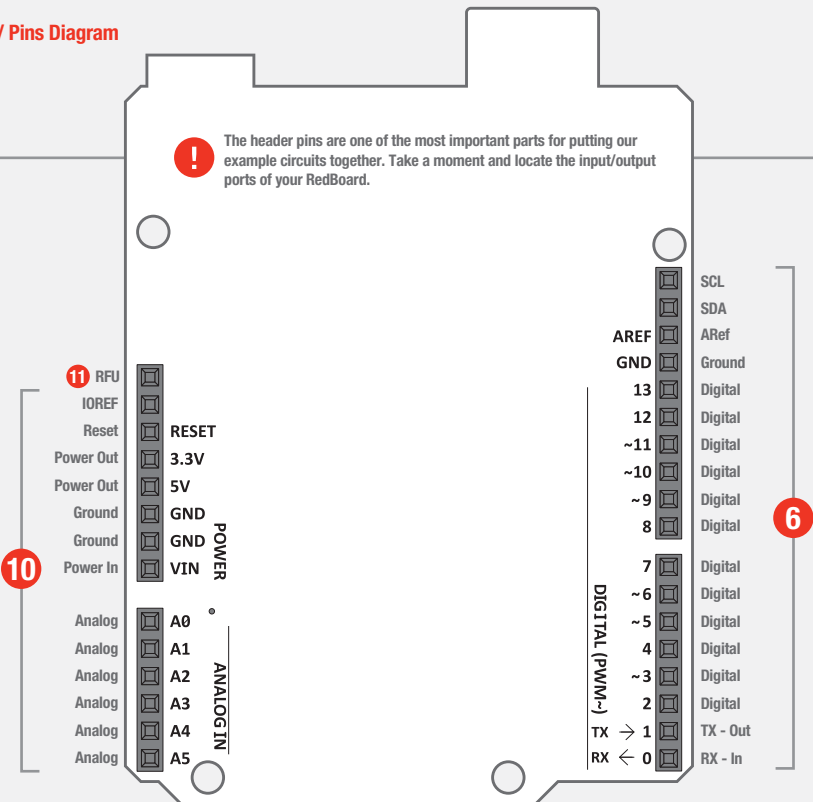 / Pins Diagram
!
The header pins are one of the most important parts for putting our
example circuits together. Take a moment and locate the input/output
ports of your RedBoard.
11 RFU
IOREF
Reset RESET
Power Out 3.3V
Power Out 5V
Ground GND
Ground GND
Power In VIN
POWER
10
Analog A0
Analog A1
Analog A2
Analog A3
Analog A4
Analog A5
ANALOG IN
SCL
SDA
AREF ARef
GND Ground
13 Digital
12 Digital
~11 Digital
~10 Digital
~9 Digital
8 Digital
7 Digital
~6 Digital
~5 Digital
4 Digital
~3 Digital
2 Digital
TX → 1 TX - Out
RX ← 0 RX - In
DIGITAL (PWM~)
6